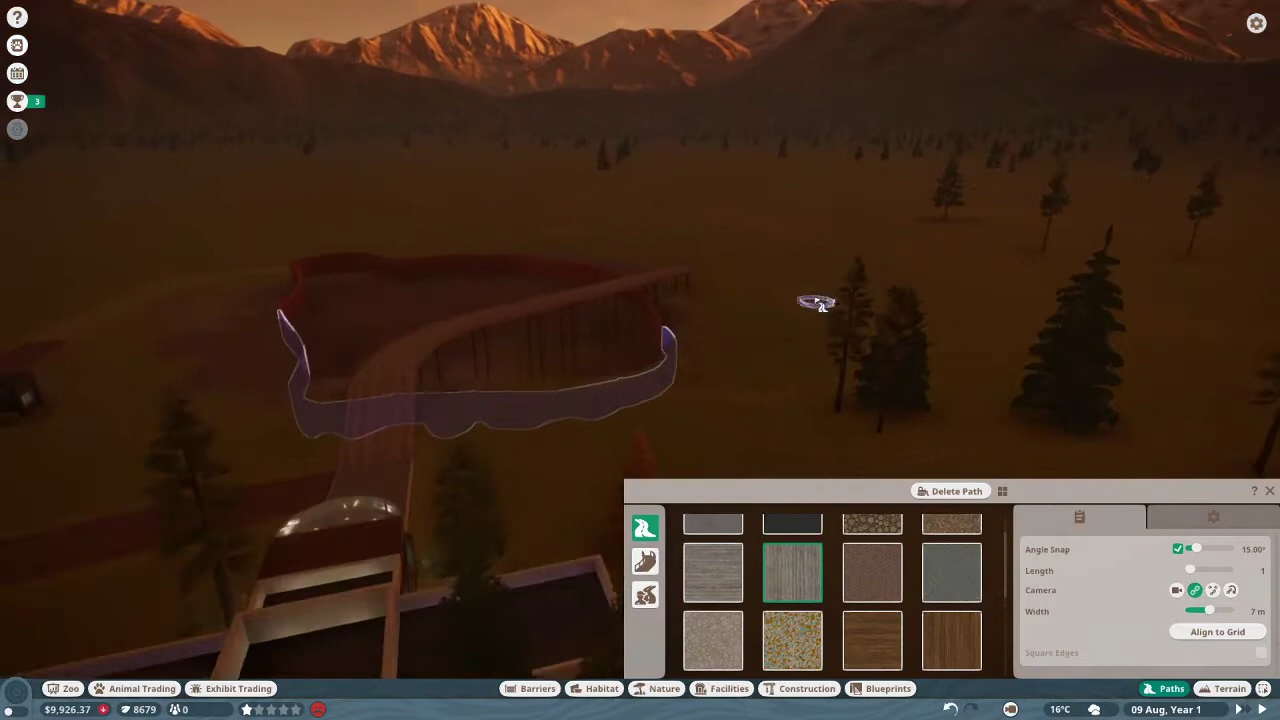 ?
3
Delete Path
?
Angle Snap 15.00°
Length 1
Camera
Width 7 m
Align to Grid
Square Edges
Zoo Animal Trading Exhibit Trading Barriers Habitat Nature Facilities Construction Blueprints Paths Terrain
$9,926.37 8679 0 16°C 09 Aug, Year 1